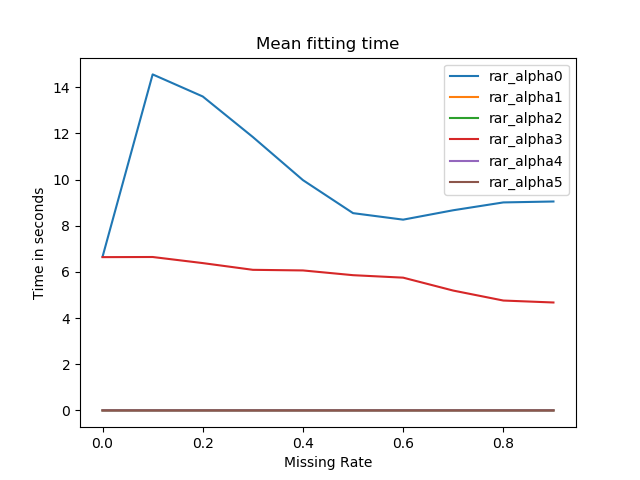 Mean fitting time
rar_alpha0
rar_alpha1
rar_alpha2
rar_alpha3
rar_alpha4
rar_alpha5
Time in seconds
14
12
10
8
6
4
2
0
0.0 0.2 0.4 0.6 0.8
Missing Rate